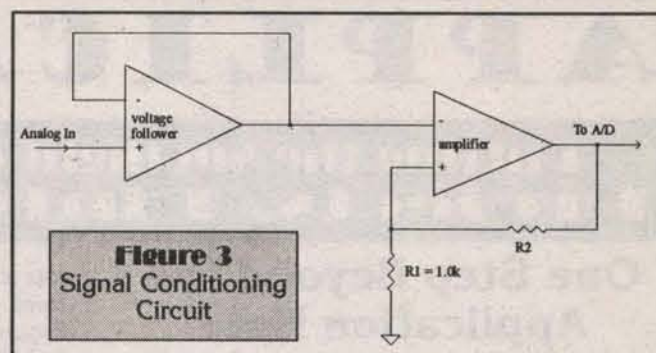 Analog In
-
voltage
follower
+
-
amplifier
+
To A/D
R2
R1 = 1.0k
Figure 3
Signal Conditioning
Circuit